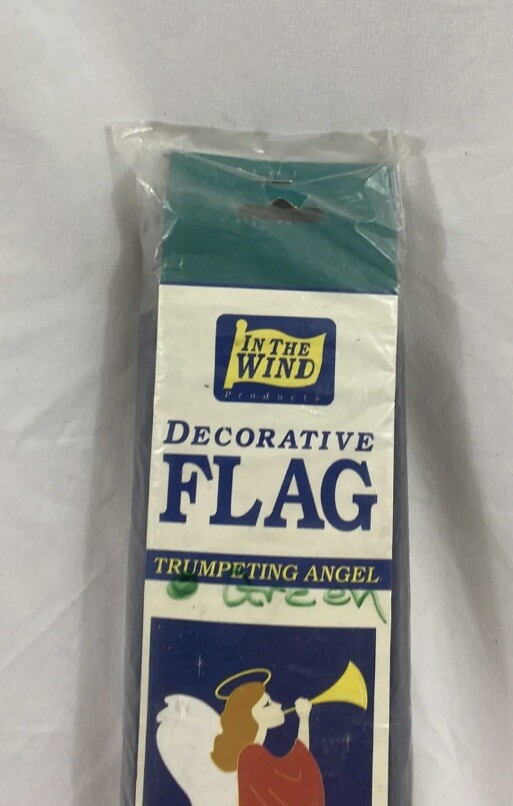 IN THE
WIND
Products
DECORATIVE
FLAG
TRUMPETING ANGEL
Green